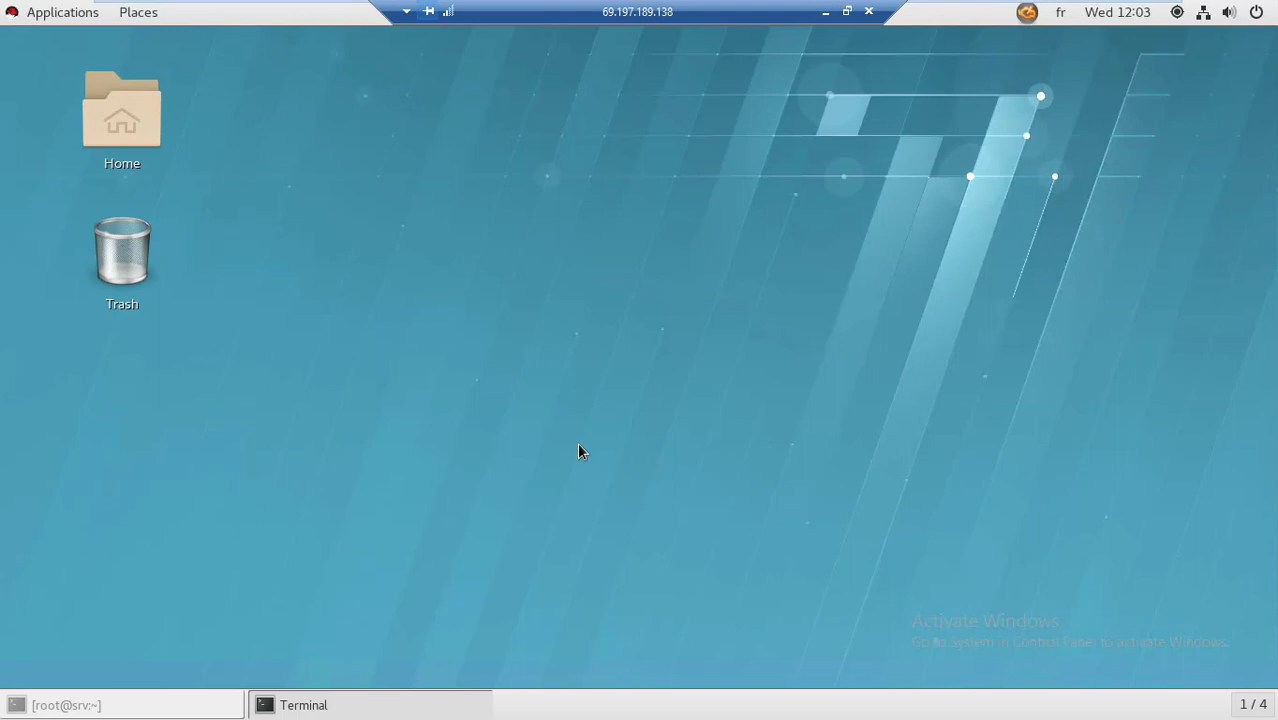 Applications Places 69.197.189.138 fr Wed 12:03
Home
Trash
Activate Windows
Go to System in Control Panel to activate Windows.
[root@srv:~] Terminal 1 / 4